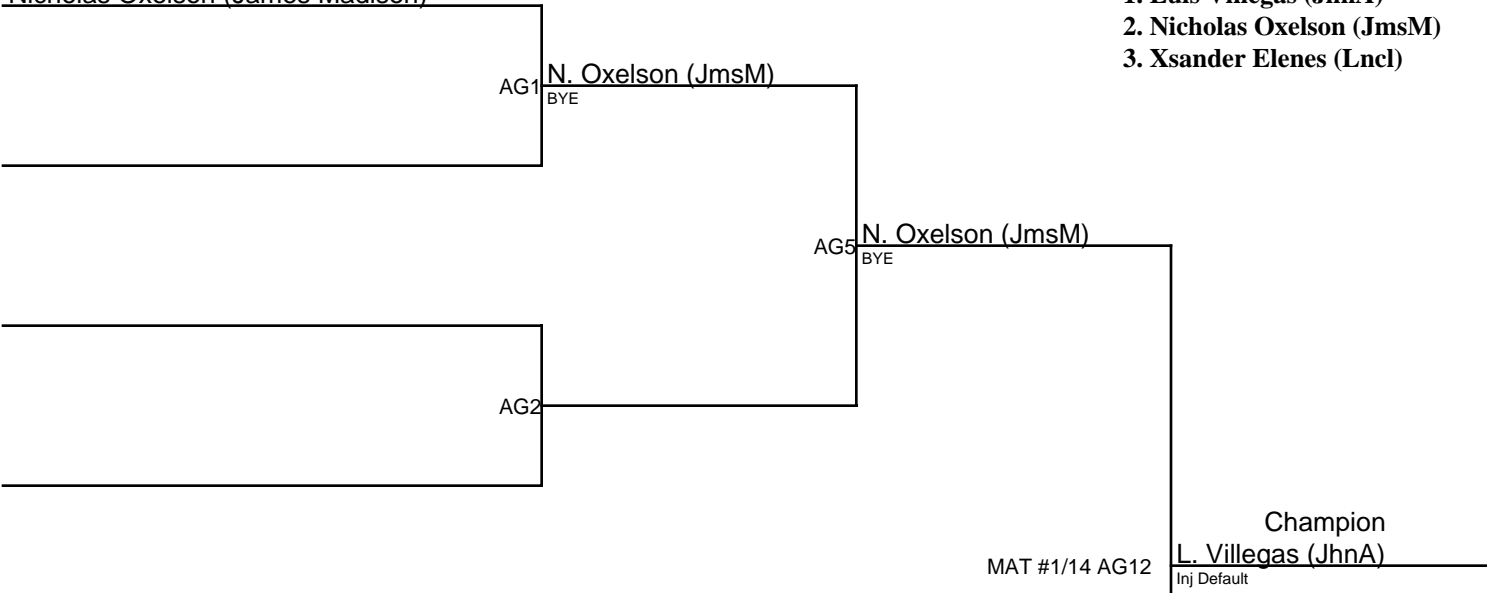 Nicholas Oxelson (James Madison)
1. Luis Villegas (JhnA)
2. Nicholas Oxelson (JmsM)
3. Xsander Elenes (Lncl)
AG1 N. Oxelson (JmsM)
BYE
AG5 N. Oxelson (JmsM)
BYE
AG2
Champion
MAT #1/14 AG12 L. Villegas (JhnA)
Inj Default